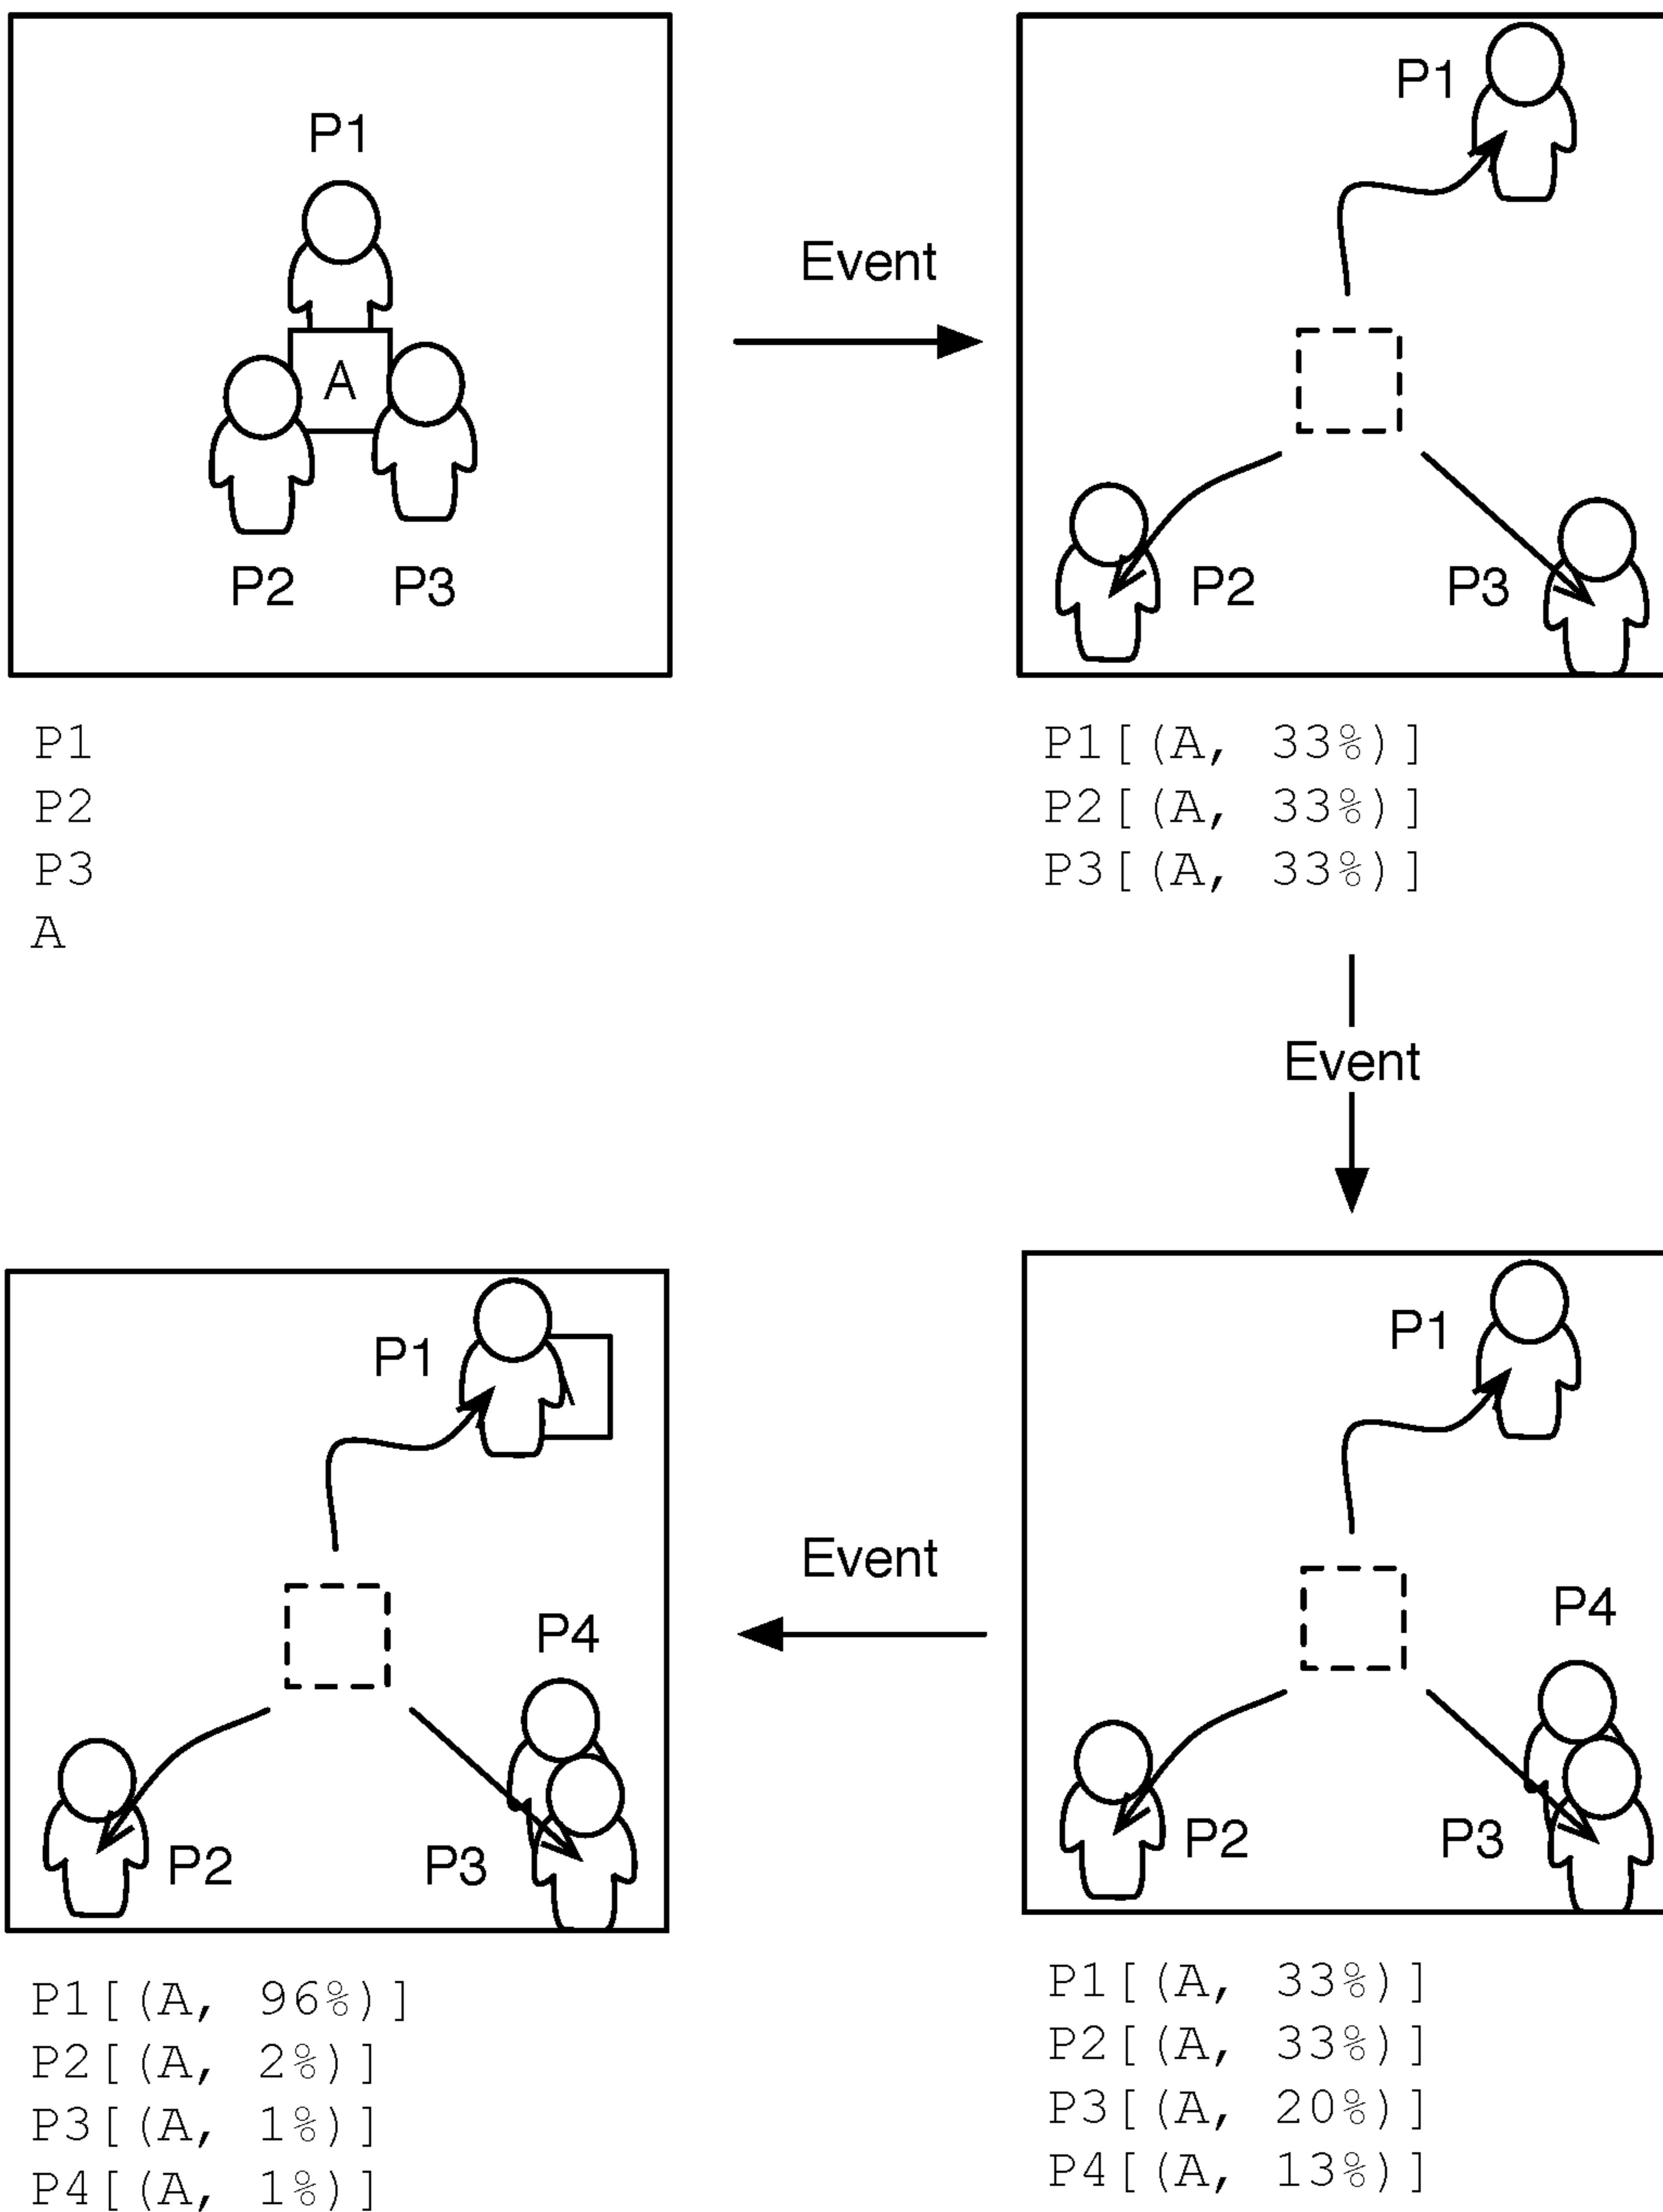 P1
A
P2 P3
P1
P2
P3
A
Event
P1
P2 P3
P1[(A, 33%)]
P2[(A, 33%)]
P3[(A, 33%)]
Event
P1
P4
P2 P3
P1[(A, 33%)]
P2[(A, 33%)]
P3[(A, 20%)]
P4[(A, 13%)]
Event
P1
P4
P2 P3
P1[(A, 96%)]
P2[(A, 2%)]
P3[(A, 1%)]
P4[(A, 1%)]